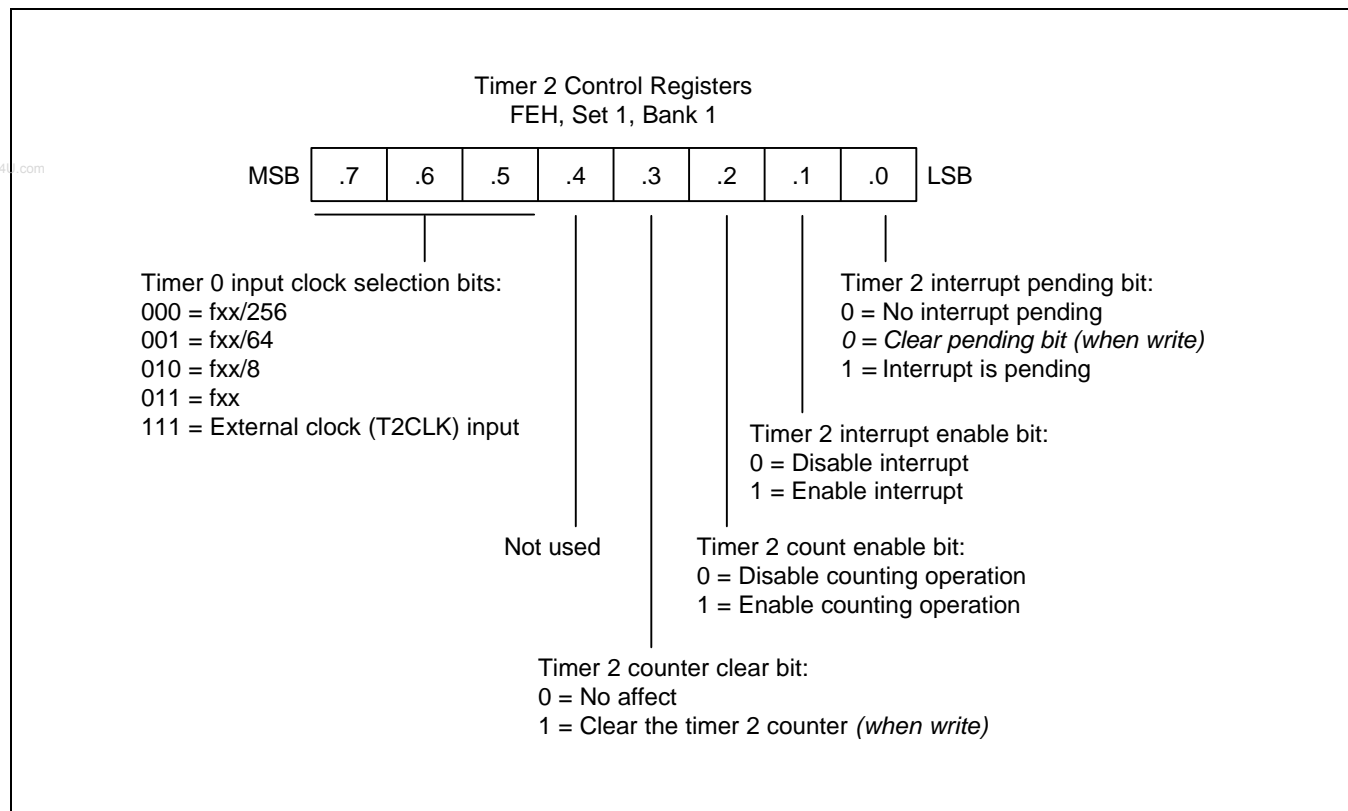 Timer 2 Control Registers
FEH, Set 1, Bank 1
4U.com
MSB .7 .6 .5 .4 .3 .2 .1 .0 LSB
Timer 0 input clock selection bits:
000 = fxx/256
001 = fxx/64
010 = fxx/8
011 = fxx
111 = External clock (T2CLK) input
Timer 2 interrupt pending bit:
0 = No interrupt pending
0 = Clear pending bit (when write)
1 = Interrupt is pending
Timer 2 interrupt enable bit:
0 = Disable interrupt
1 = Enable interrupt
Not used
Timer 2 count enable bit:
0 = Disable counting operation
1 = Enable counting operation
Timer 2 counter clear bit:
0 = No affect
1 = Clear the timer 2 counter (when write)